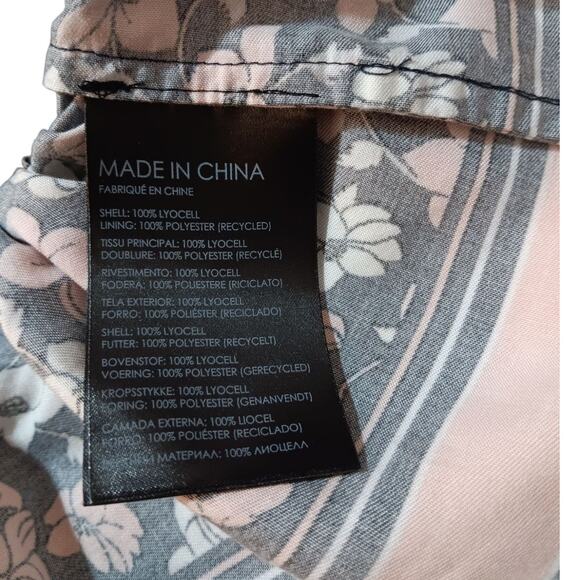 MADE IN CHINA
FABRIQUÉ EN CHINE
SHELL: 100% LYOCELL
LINING: 100% POLYESTER (RECYCLED)
TISSU PRINCIPAL: 100% LYOCELL
DOUBLURE: 100% POLYESTER (RECYCLÉ)
RIVESTIMENTO: 100% LYOCELL
FODERA: 100% POLIESTERE (RICICLATO)
TELA EXTERIOR: 100% LYOCELL
FORRO: 100% POLIÉSTER (RECICLADO)
SHELL: 100% LYOCELL
FUTTER: 100% POLYESTER (RECYCELT)
BOVENSTOF: 100% LYOCELL
VOERING: 100% POLYESTER (GERECYCLED)
KROPSSTYKKE: 100% LYOCELL
FORING: 100% POLYESTER (GENANVENDT)
CAMADA EXTERNA: 100% LIOCEL
FORRO: 100% POLIÉSTER (RECICLADO)
МАТЕРИАЛ: 100% ЛИОЦЕЛЛ